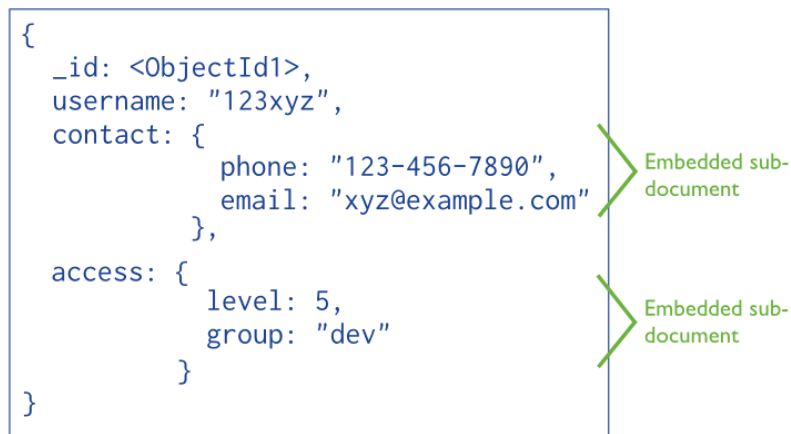 {
_id: <ObjectId1>,
username: "123xyz",
contact: {
phone: "123-456-7890",
email: "xyz@example.com"
},
Embedded sub-
document
access: {
level: 5,
group: "dev"
}
Embedded sub-
document
}